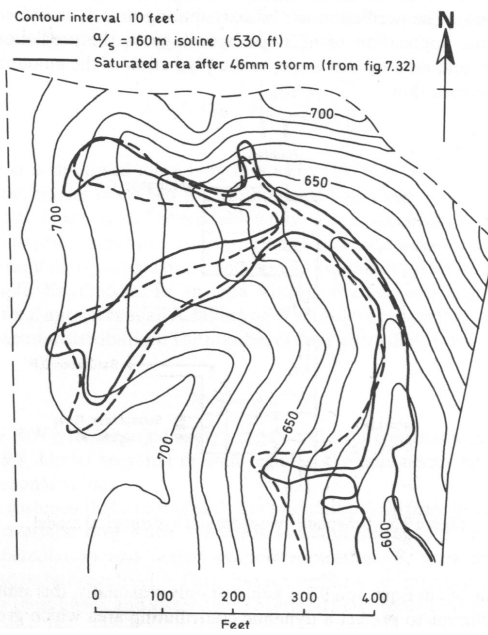 Contour interval 10 feet
a/s = 160 m isoline (530 ft)
Saturated area after 46mm storm (from fig. 7.32)
N
700
650
700
700
650
600
0 100 200 300 400
Feet